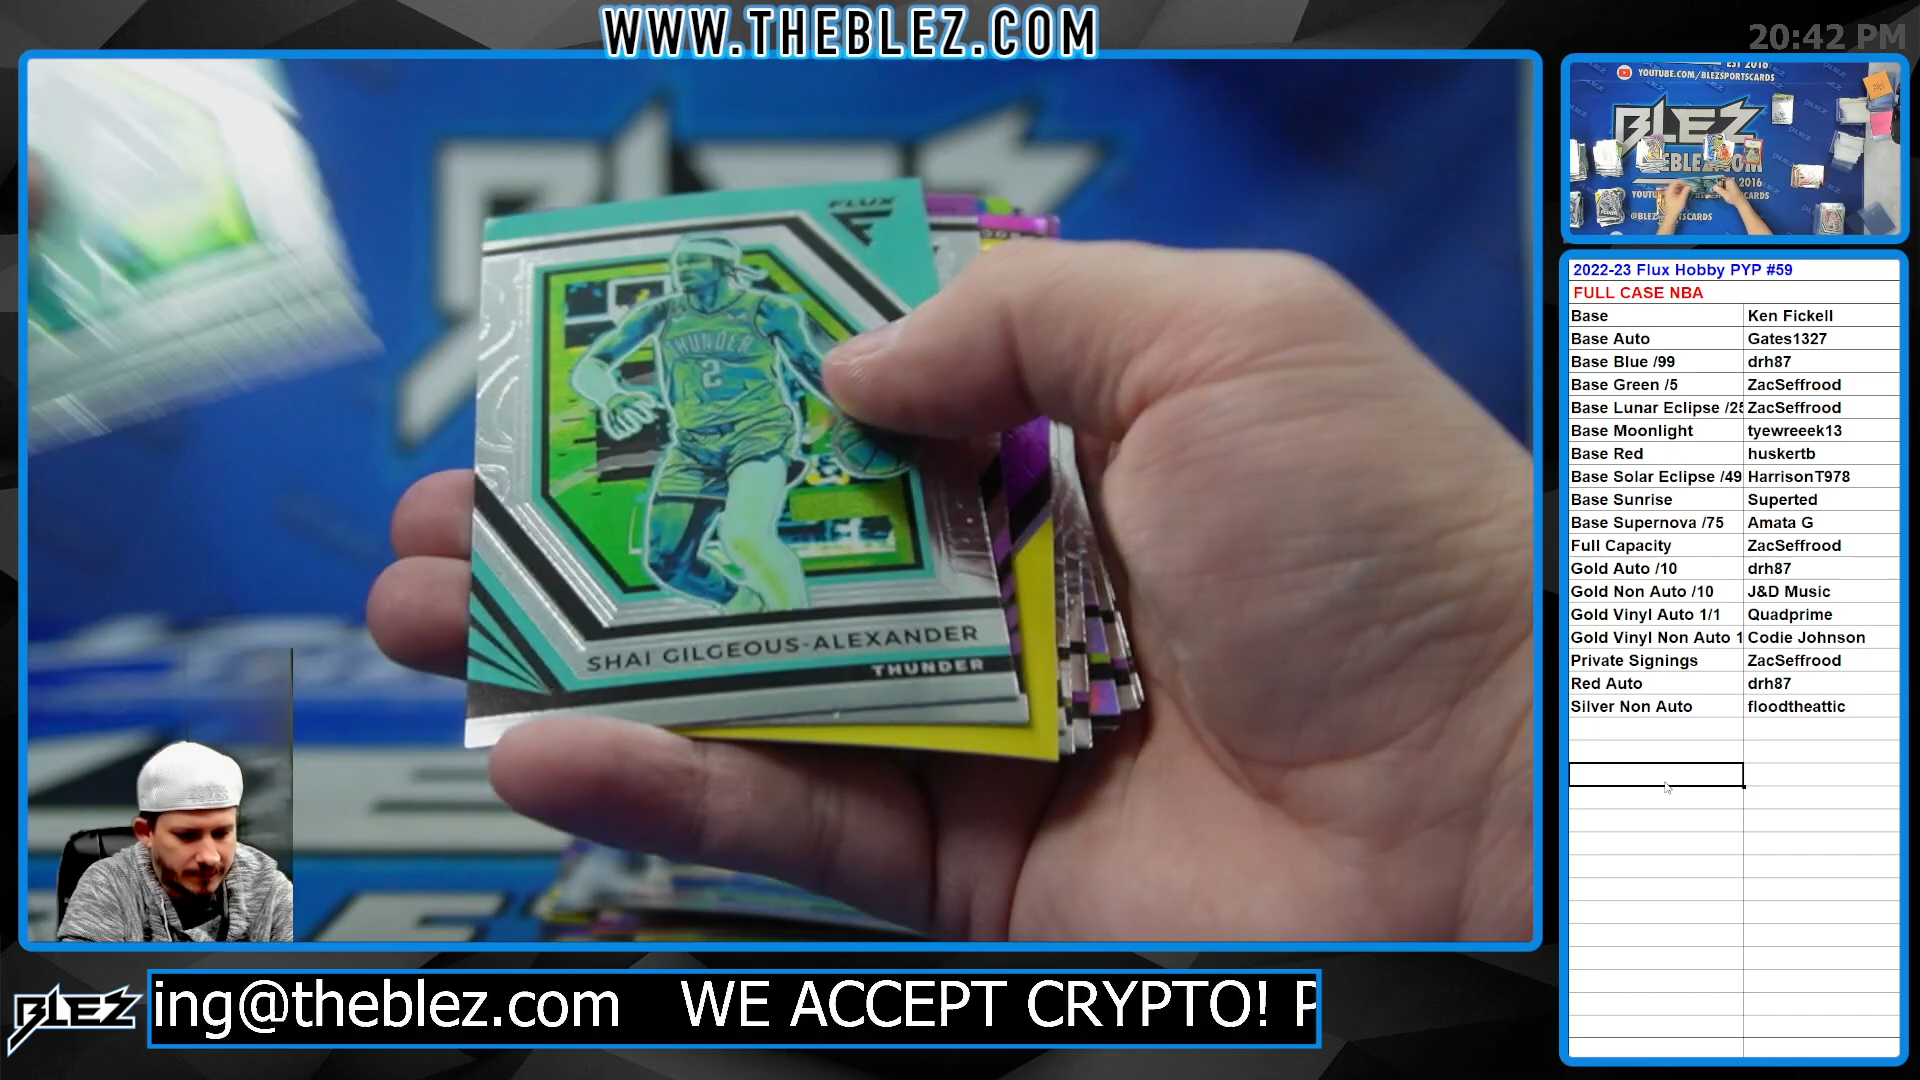 WWW.THEBLEZ.COM
20:42 PM
EST 2016
YOUTUBE.COM/BLEZSPORTSCARDS
BLEZ
FLUX
THUNDER
2
SHAI GILGEOUS-ALEXANDER
THUNDER
2022-23 Flux Hobby PYP #59
FULL CASE NBA
Base Ken Fickell
Base Auto Gates1327
Base Blue /99 drh87
Base Green /5 ZacSeffrood
Base Lunar Eclipse /25 ZacSeffrood
Base Moonlight tyewreeek13
Base Red huskertb
Base Solar Eclipse /49 HarrisonT978
Base Sunrise Superted
Base Supernova /75 Amata G
Full Capacity ZacSeffrood
Gold Auto /10 drh87
Gold Non Auto /10 J&D Music
Gold Vinyl Auto 1/1 Quadprime
Gold Vinyl Non Auto 1 Codie Johnson
Private Signings ZacSeffrood
Red Auto drh87
Silver Non Auto floodtheattic
BLEZ
ing@theblez.com WE ACCEPT CRYPTO! P